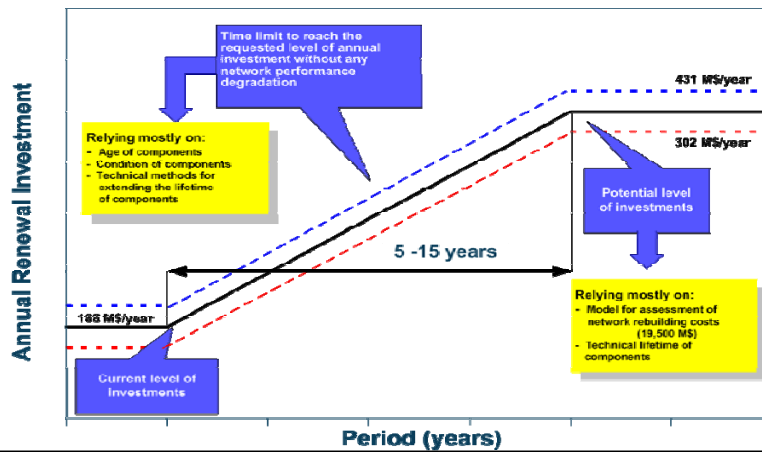 Time limit to reach the
requested level of annual
investment without any
network performance
degradation
431 M$/year
302 M$/year
Relying mostly on:
- Age of components
- Condition of components
- Technical methods for
extending the lifetime
of components
Potential level
of investments
5 -15 years
188 M$/year
Current level of
Investments
Relying mostly on:
- Model for assessment of
network rebuilding costs
(19,500 M$)
- Technical lifetime of
components
Annual Renewal Investment
Period (years)